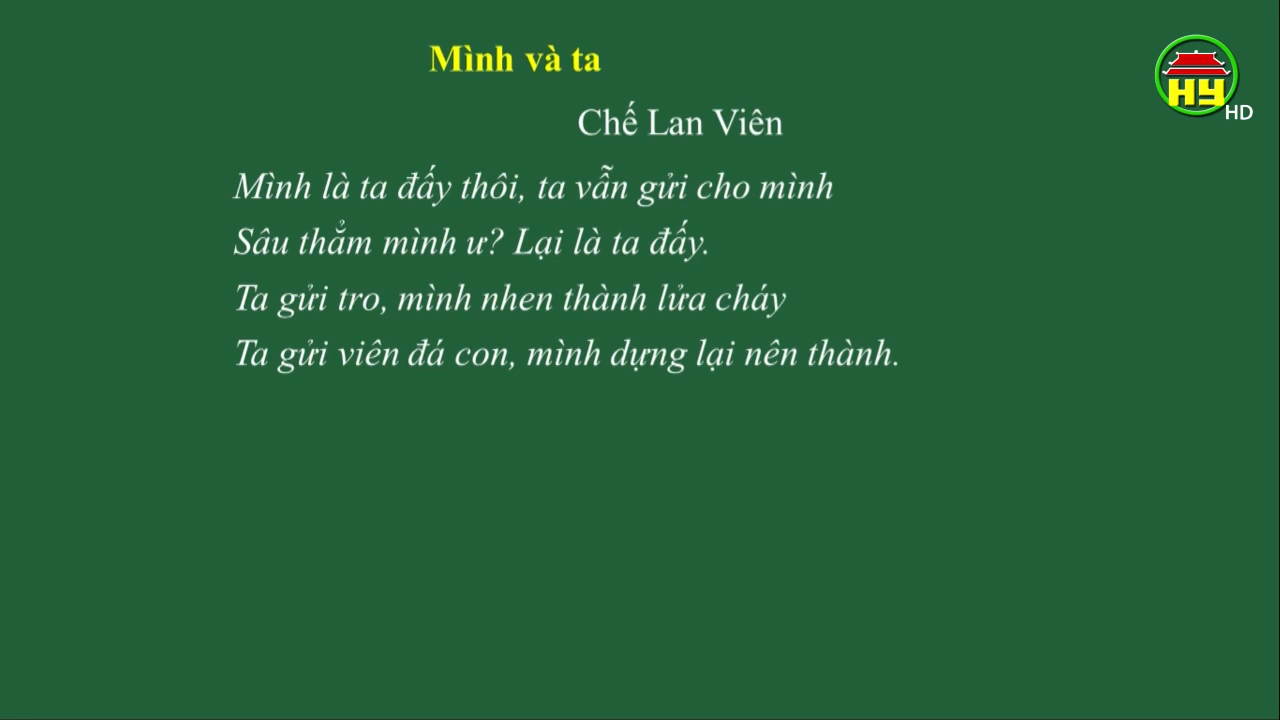 Mình và ta
HY
HD
Chế Lan Viên
Mình là ta đấy thôi, ta vẫn gửi cho mình
Sâu thẳm mình ư? Lại là ta đấy.
Ta gửi tro, mình nhen thành lửa cháy
Ta gửi viên đá con, mình dựng lại nên thành.